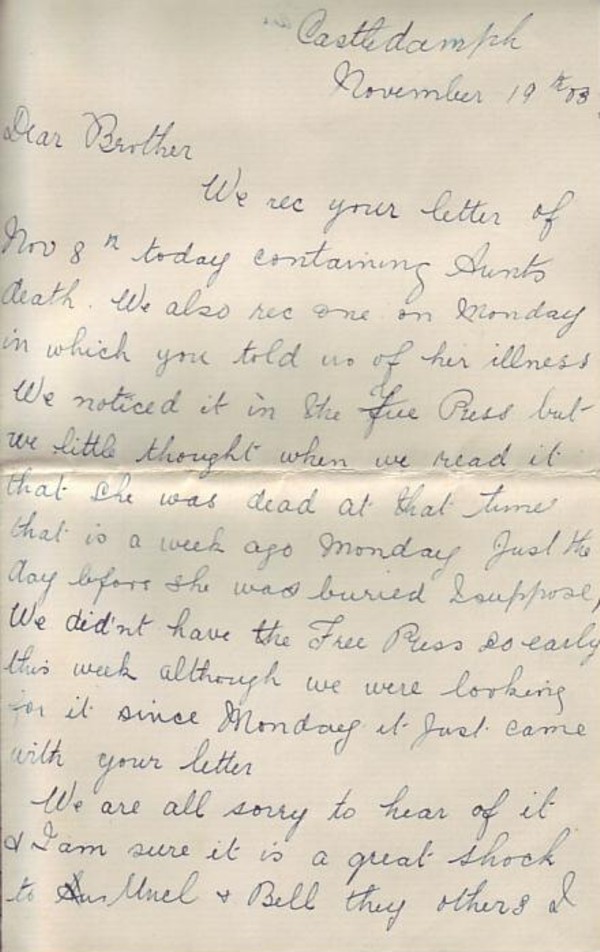 Castledamph
November 19th 03
Dear Brother
We rec your letter of
Nov 8th today containing Aunts
death. We also rec one on Monday
in which you told us of her illness
We noticed it in the Free Press but
we little thought when we read it
that she was dead at that time
that is a week ago Monday Just the
day before she was buried I suppose,
We did'nt have the Free Press so early
this week although we were looking
for it since Monday it Just came
with your letter
We are all sorry to hear of it
& I am sure it is a great shock
to Uncl & Bell they others I